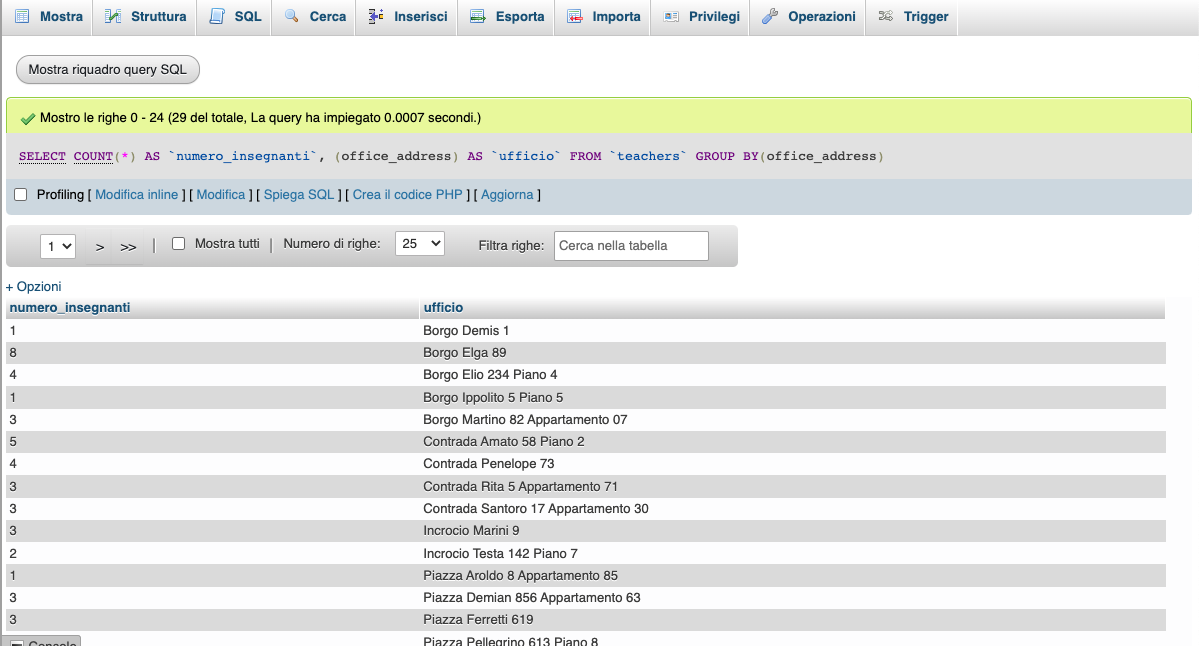 Mostra Struttura SQL Cerca Inserisci Esporta Importa Privilegi Operazioni Trigger
Mostra riquadro query SQL
Mostro le righe 0 - 24 (29 del totale, La query ha impiegato 0.0007 secondi.)
SELECT COUNT(*) AS `numero_insegnanti`, (office_address) AS `ufficio` FROM `teachers` GROUP BY(office_address)
Profiling [ Modifica inline ] [ Modifica ] [ Spiega SQL ] [ Crea il codice PHP ] [ Aggiorna ]
1 > >> | Mostra tutti | Numero di righe: 25 Filtra righe: Cerca nella tabella
+ Opzioni
numero_insegnanti ufficio
1 Borgo Demis 1
8 Borgo Elga 89
4 Borgo Elio 234 Piano 4
1 Borgo Ippolito 5 Piano 5
3 Borgo Martino 82 Appartamento 07
5 Contrada Amato 58 Piano 2
4 Contrada Penelope 73
3 Contrada Rita 5 Appartamento 71
3 Contrada Santoro 17 Appartamento 30
3 Incrocio Marini 9
2 Incrocio Testa 142 Piano 7
1 Piazza Aroldo 8 Appartamento 85
3 Piazza Demian 856 Appartamento 63
3 Piazza Ferretti 619
Console Piazza Pellegrino 613 Piano 8